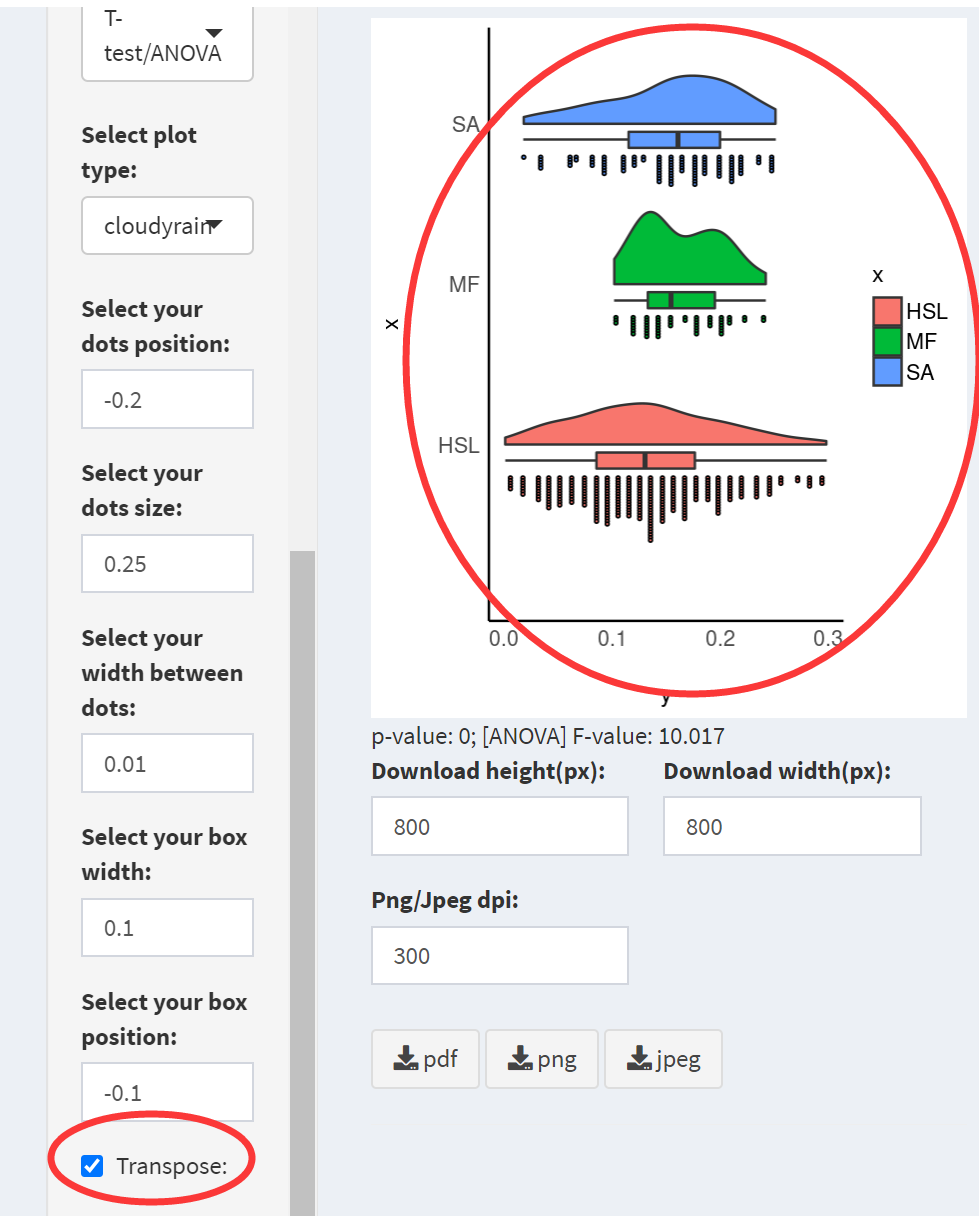 T-
test/ANOVA
Select plot
type:
cloudyrain
Select your
dots position:
-0.2
Select your
dots size:
0.25
Select your
width between
dots:
0.01
Select your box
width:
0.1
Select your box
position:
-0.1
Transpose:
SA
MF
HSL
x
0.0 0.1 0.2 0.3
y
x
HSL
MF
SA
p-value: 0; [ANOVA] F-value: 10.017
Download height(px): Download width(px):
800 800
Png/Jpeg dpi:
300
pdf png jpeg